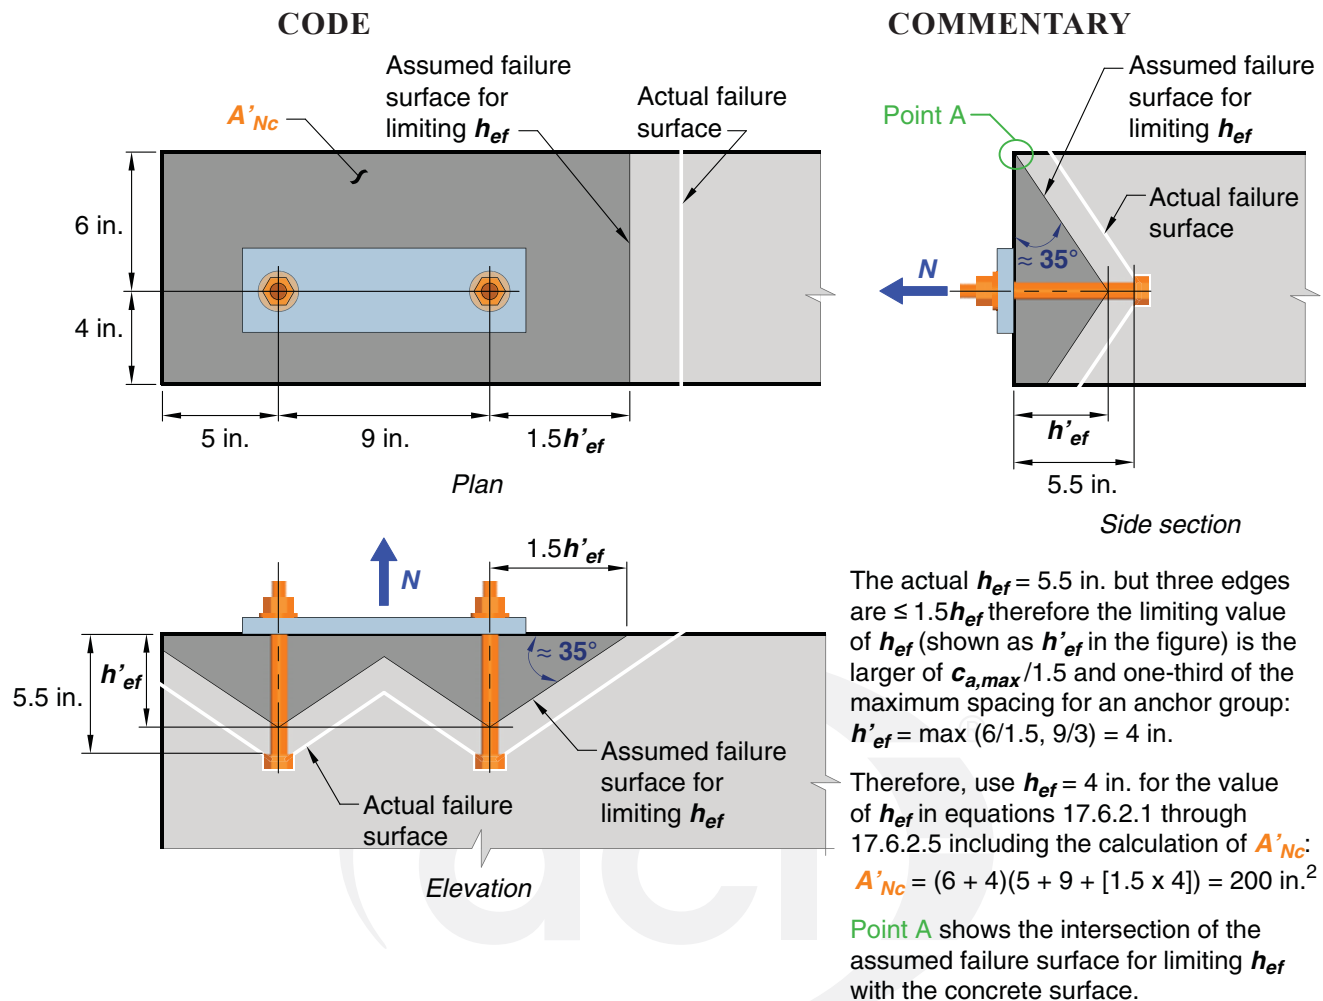 CODE
COMMENTARY
Assumed failure
surface for
limiting hef
A'Nc
Actual failure
surface
6 in.
4 in.
5 in.
9 in.
1.5h'ef
Plan
Assumed failure
surface for
limiting hef
Point A
Actual failure
surface
≈ 35°
N
h'ef
5.5 in.
Side section
1.5h'ef
N
≈ 35°
h'ef
5.5 in.
Assumed failure
surface for
limiting hef
Actual failure
surface
Elevation
The actual hef = 5.5 in. but three edges
are ≤ 1.5hef therefore the limiting value
of hef (shown as h'ef in the figure) is the
larger of ca,max/1.5 and one-third of the
maximum spacing for an anchor group:
h'ef = max (6/1.5, 9/3) = 4 in.
Therefore, use hef = 4 in. for the value
of hef in equations 17.6.2.1 through
17.6.2.5 including the calculation of A'Nc:
A'Nc = (6 + 4)(5 + 9 + [1.5 x 4]) = 200 in.²
Point A shows the intersection of the
assumed failure surface for limiting hef
with the concrete surface.
aci
®